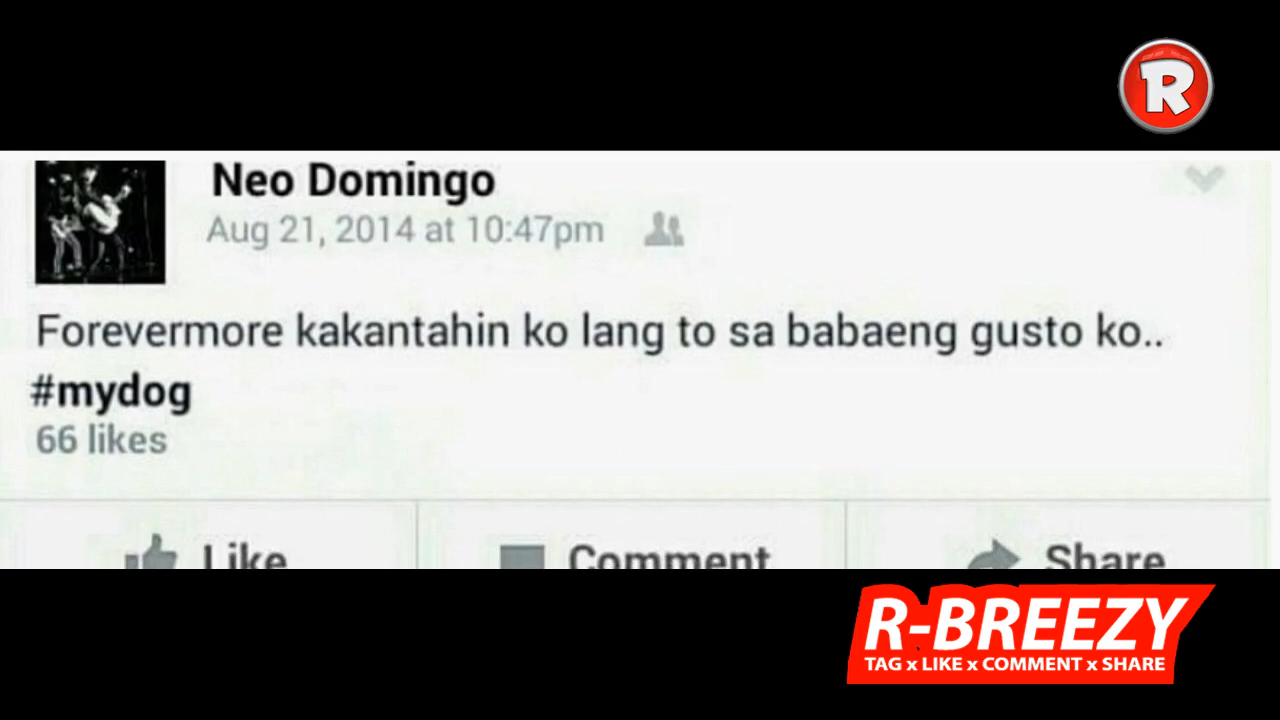 R
Neo Domingo
Aug 21, 2014 at 10:47pm
Forevermore kakantahin ko lang to sa babaeng gusto ko..
#mydog
66 likes
Like Comment Share
R-BREEZY
TAG x LIKE x COMMENT x SHARE